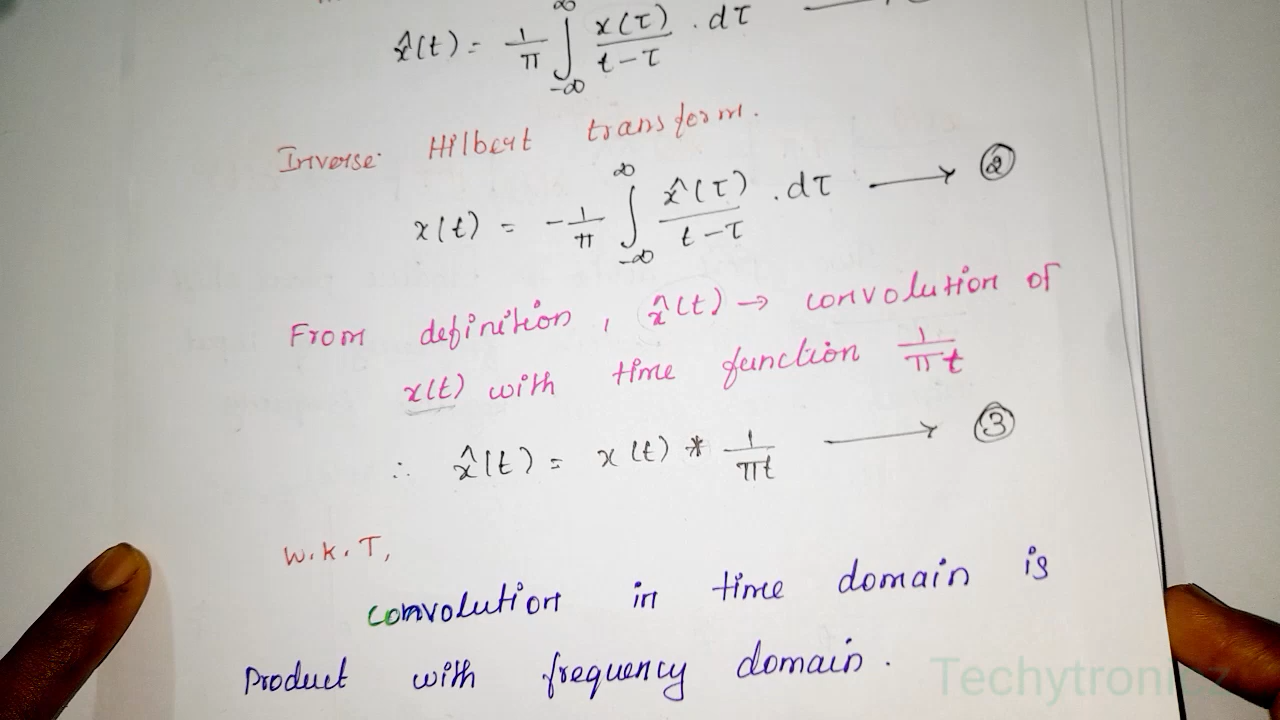 x̂(t) = 1/π ∫_{-∞}^{∞} x(τ)/(t-τ) . dτ
Inverse Hilbert transform.
x(t) = -1/π ∫_{-∞}^{∞} x̂(τ)/(t-τ) . dτ ⟶ ②
From definition, x̂(t) → convolution of
x(t) with time function 1/πt
∴ x̂(t) = x(t) * 1/πt ⟶ ③
W.K.T,
convolution in time domain is
Product with frequency domain.